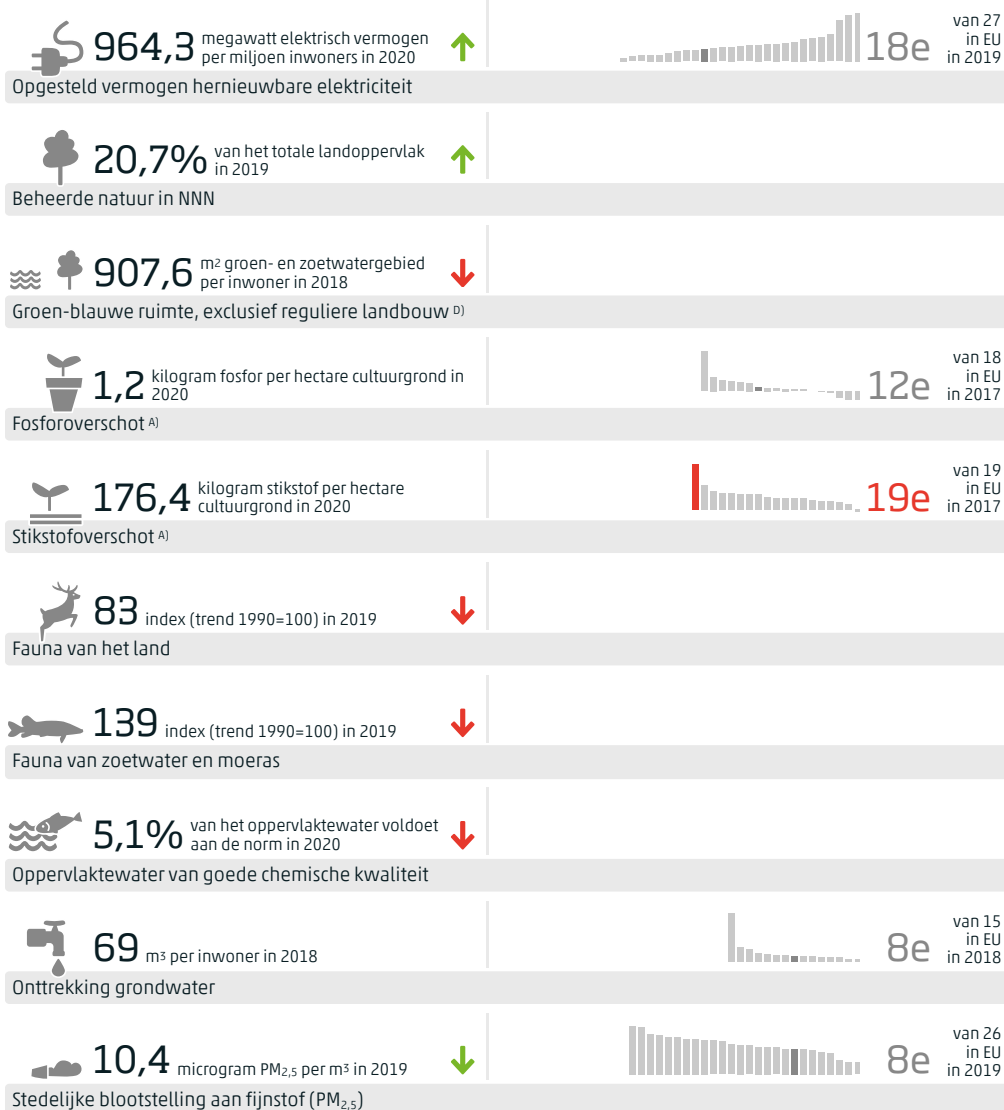 964,3 megawatt elektrisch vermogen
per miljoen inwoners in 2020
18e
van 27
in EU
in 2019
Opgesteld vermogen hernieuwbare elektriciteit
20,7% van het totale landoppervlak
in 2019
Beheerde natuur in NNN
907,6 m² groen- en zoetwatergebied
per inwoner in 2018
Groen-blauwe ruimte, exclusief reguliere landbouw D)
1,2 kilogram fosfor per hectare cultuurgrond in
2020
12e
van 18
in EU
in 2017
Fosforoverschot A)
176,4 kilogram stikstof per hectare
cultuurgrond in 2020
19e
van 19
in EU
in 2017
Stikstofoverschot A)
83 index (trend 1990=100) in 2019
Fauna van het land
139 index (trend 1990=100) in 2019
Fauna van zoetwater en moeras
5,1% van het oppervlaktewater voldoet
aan de norm in 2020
Oppervlaktewater van goede chemische kwaliteit
69 m³ per inwoner in 2018
8e
van 15
in EU
in 2018
Onttrekking grondwater
10,4 microgram PM2,5 per m³ in 2019
8e
van 26
in EU
in 2019
Stedelijke blootstelling aan fijnstof (PM2,5)